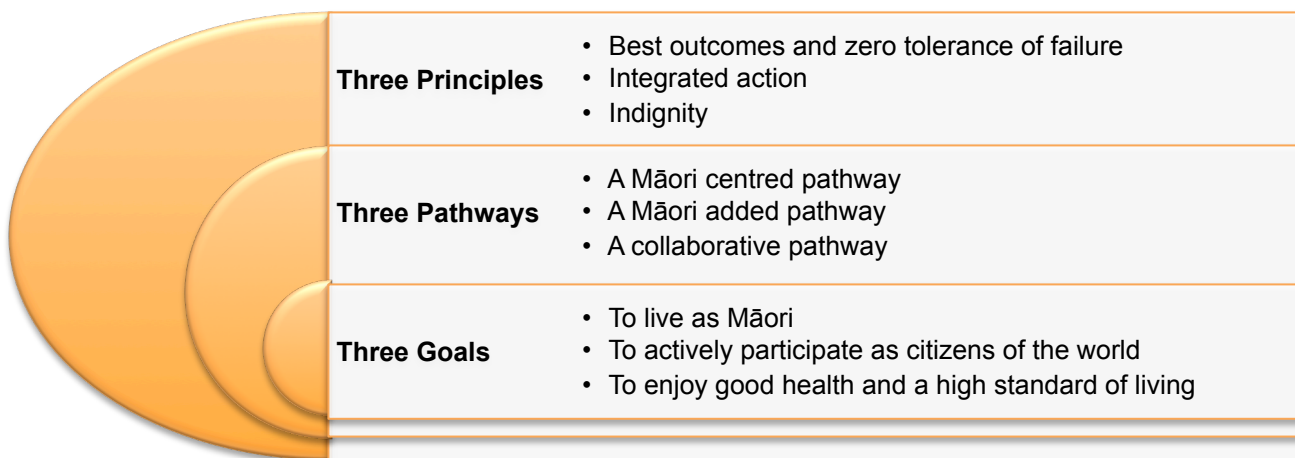 Three Principles
• Best outcomes and zero tolerance of failure
• Integrated action
• Indignity
Three Pathways
• A Māori centred pathway
• A Māori added pathway
• A collaborative pathway
Three Goals
• To live as Māori
• To actively participate as citizens of the world
• To enjoy good health and a high standard of living